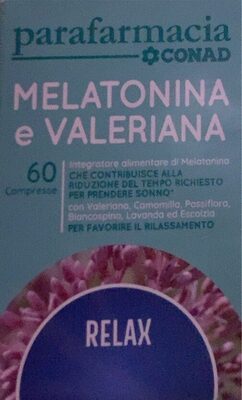 parafarmacia
CONAD
MELATONINA
e VALERIANA
60
Compresse
Integratore alimentare di Melatonina
CHE CONTRIBUISCE ALLA
RIDUZIONE DEL TEMPO RICHIESTO
PER PRENDERE SONNO*
con Valeriana, Camomilla, Passiflora,
Biancospino, Lavanda ed Escolzia
PER FAVORIRE IL RILASSAMENTO
RELAX